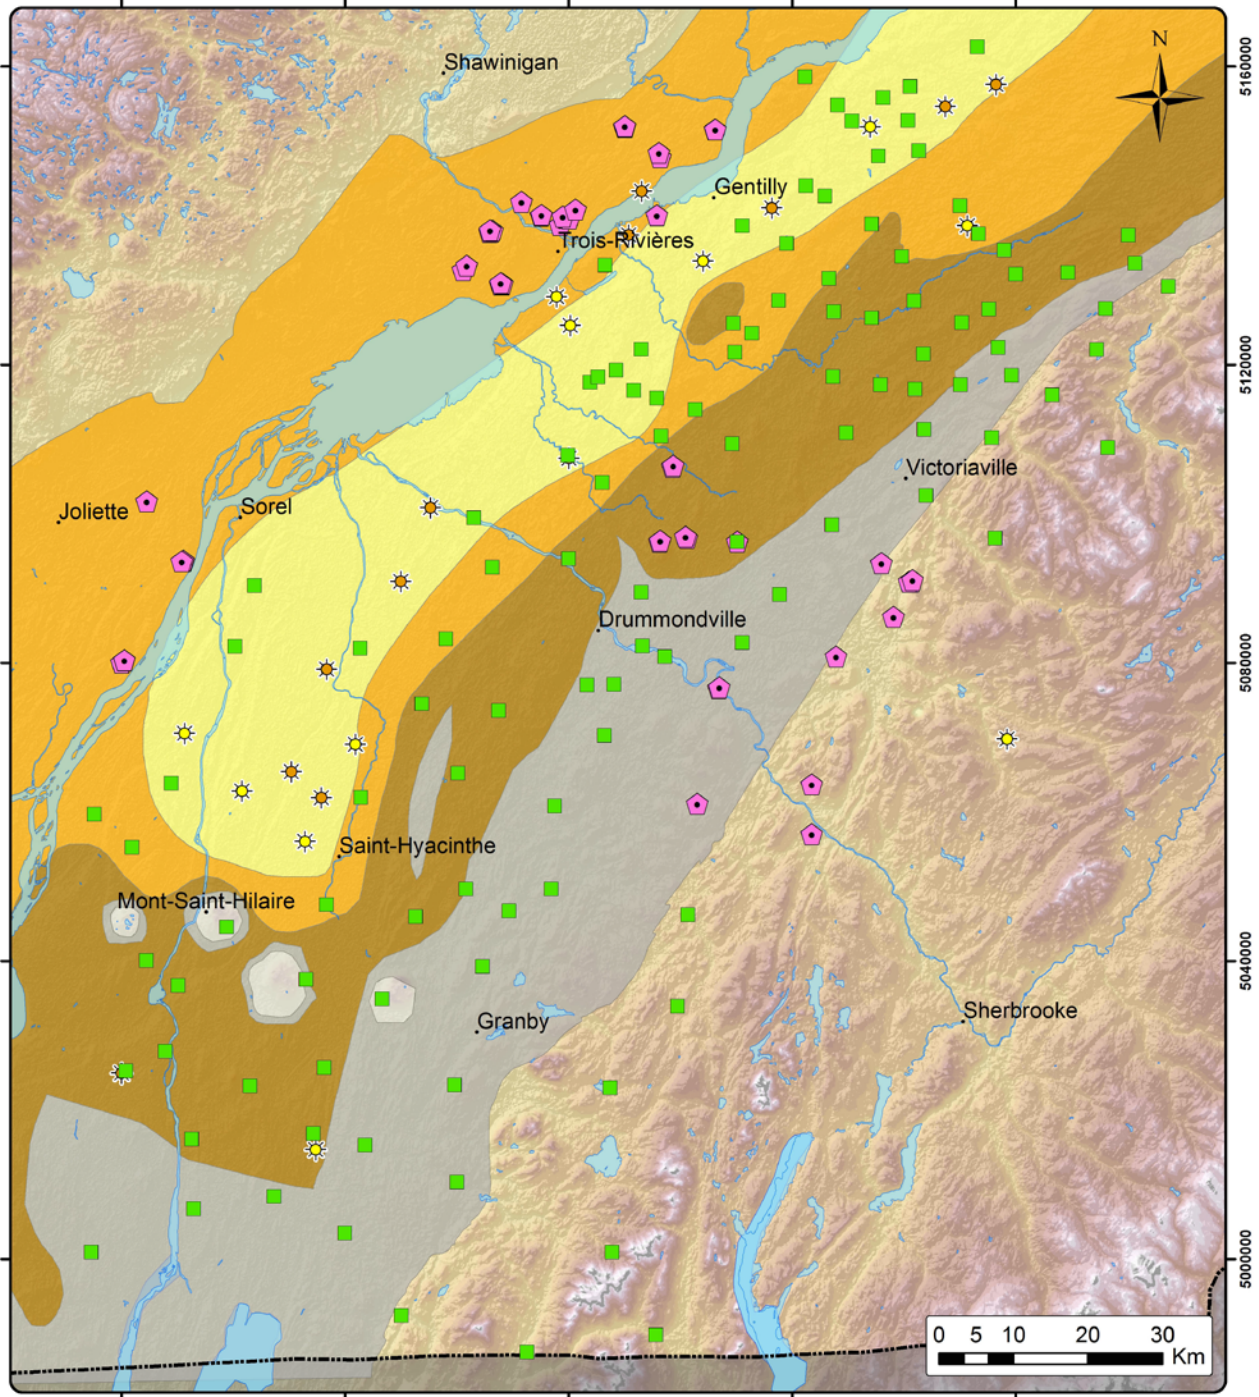 Shawinigan
N
5160000
Gentilly
Trois-Rivières
5120000
Victoriaville
Joliette
Sorel
Drummondville
5080000
Saint-Hyacinthe
Mont-Saint-Hilaire
5040000
Sherbrooke
Granby
5000000
0 5 10 20 30
Km